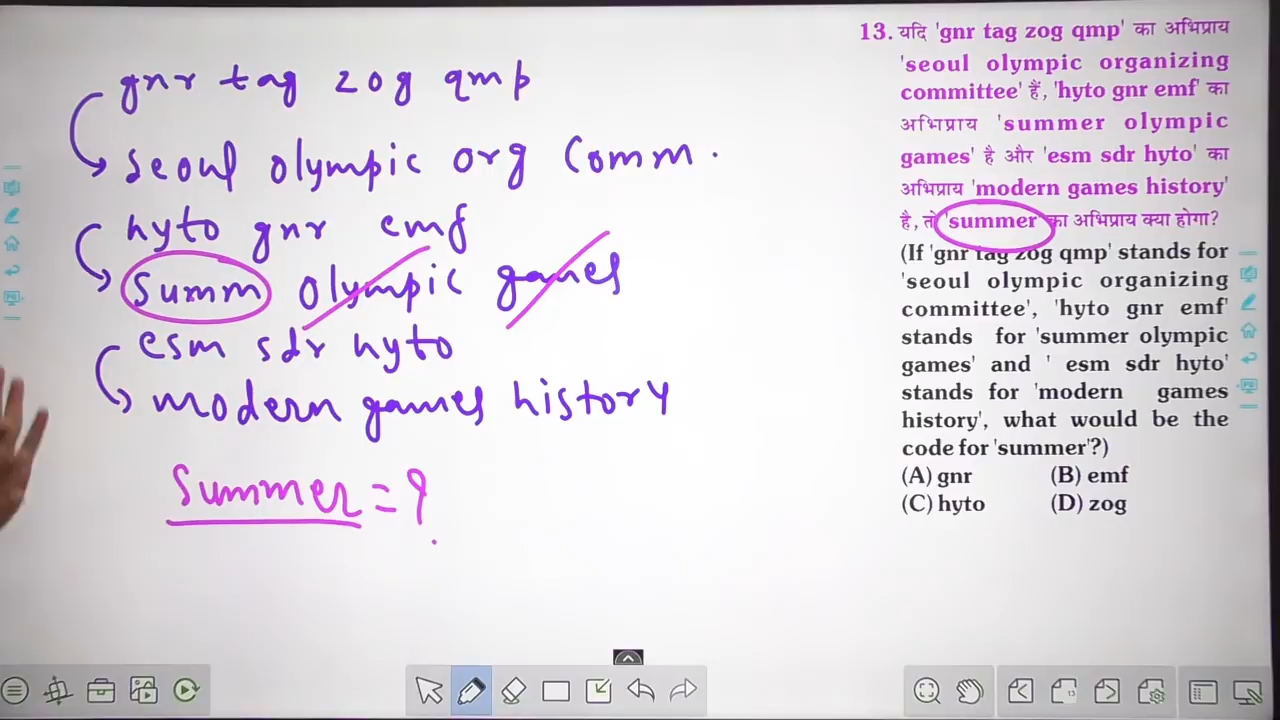 gnr tag zog qmp
seoul olympic org comm.
hyto gnr emf
summ olympic games
esm sdr hyto
modern games history
Summer = ?
13. यदि 'gnr tag zog qmp' का अभिप्राय
'seoul olympic organizing
committee' हैं, 'hyto gnr emf' का
अभिप्राय 'summer olympic
games' है और 'esm sdr hyto' का
अभिप्राय 'modern games history'
है, तो 'summer' का अभिप्राय क्या होगा?
(If 'gnr tag zog qmp' stands for
'seoul olympic organizing
committee', 'hyto gnr emf'
stands for 'summer olympic
games' and ' esm sdr hyto'
stands for 'modern games
history', what would be the
code for 'summer'?)
(A) gnr (B) emf
(C) hyto (D) zog